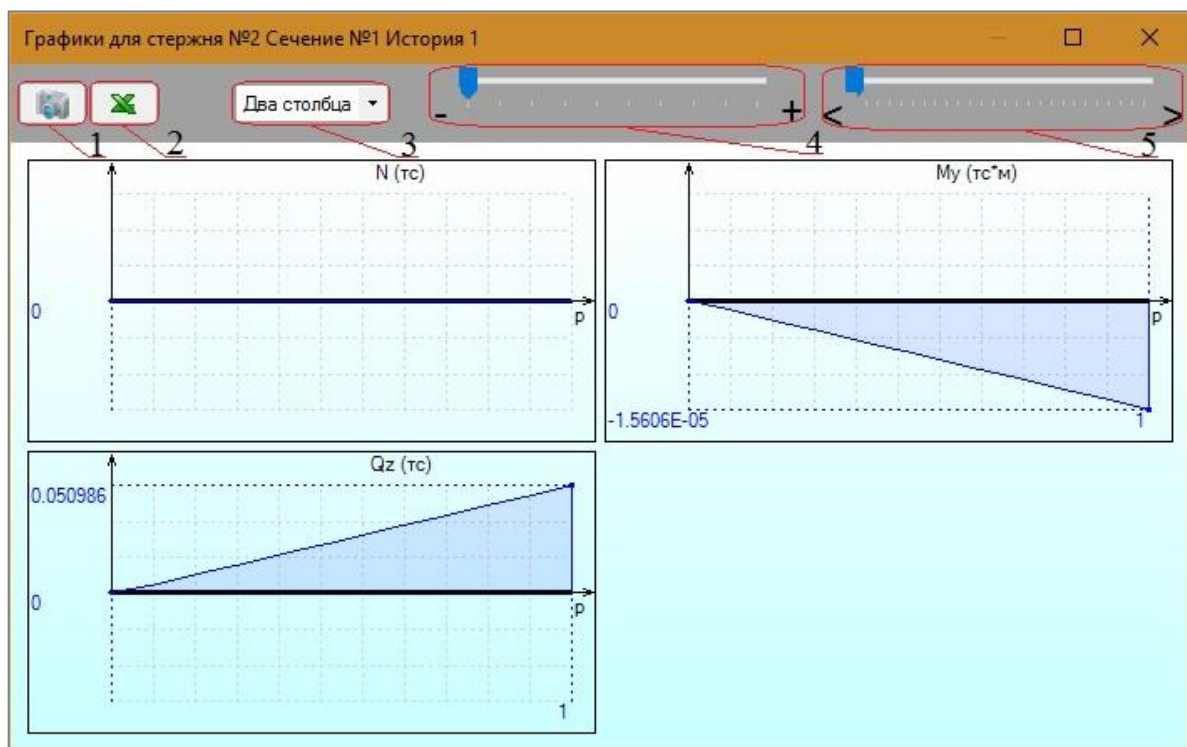 Графики для стержня №2 Сечение №1 История 1
Два столбца
- + < >
1 2 3 4 5
N (тс)
0
p
My (тс*м)
0
p
-1.5606E-05
1
Qz (тс)
0.050986
0
p
1